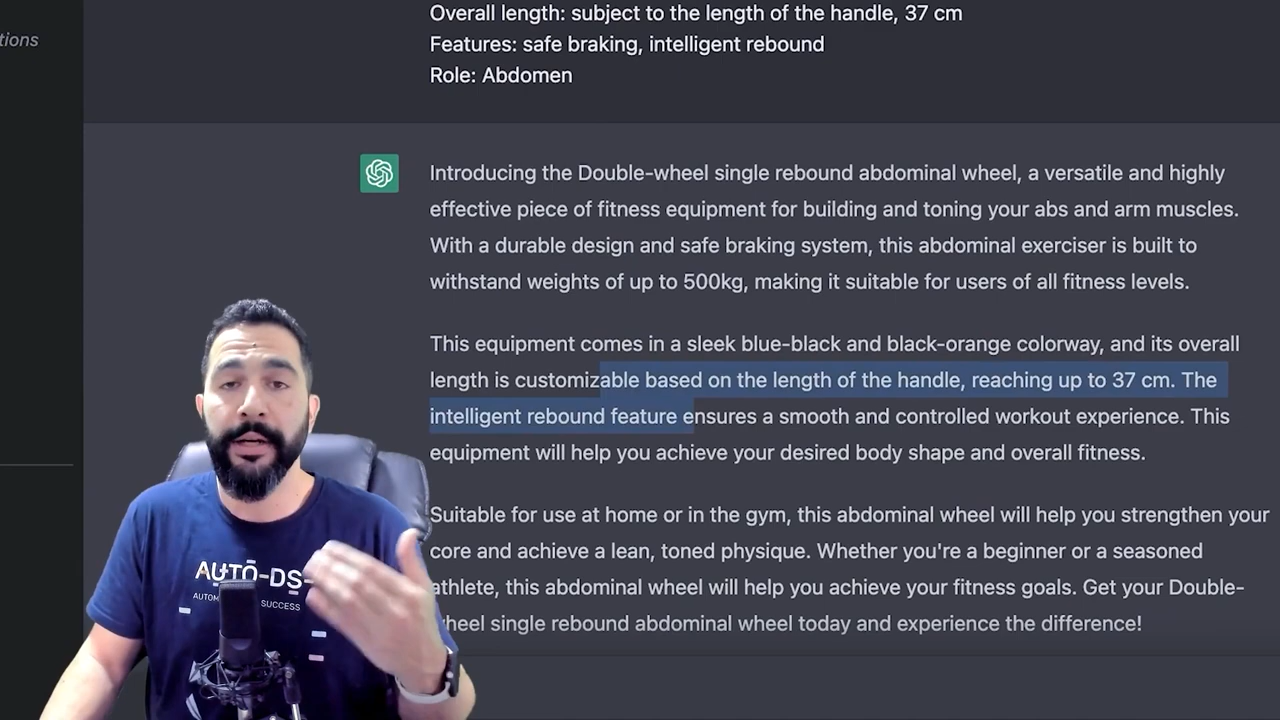 Overall length: subject to the length of the handle, 37 cm
tions
Features: safe braking, intelligent rebound
Role: Abdomen
Introducing the Double-wheel single rebound abdominal wheel, a versatile and highly
effective piece of fitness equipment for building and toning your abs and arm muscles.
With a durable design and safe braking system, this abdominal exerciser is built to
withstand weights of up to 500kg, making it suitable for users of all fitness levels.
This equipment comes in a sleek blue-black and black-orange colorway, and its overall
length is customizable based on the length of the handle, reaching up to 37 cm. The
intelligent rebound feature ensures a smooth and controlled workout experience. This
equipment will help you achieve your desired body shape and overall fitness.
Suitable for use at home or in the gym, this abdominal wheel will help you strengthen your
core and achieve a lean, toned physique. Whether you're a beginner or a seasoned
athlete, this abdominal wheel will help you achieve your fitness goals. Get your Double-
wheel single rebound abdominal wheel today and experience the difference!
AUTO-DS
AUTOM SUCCESS